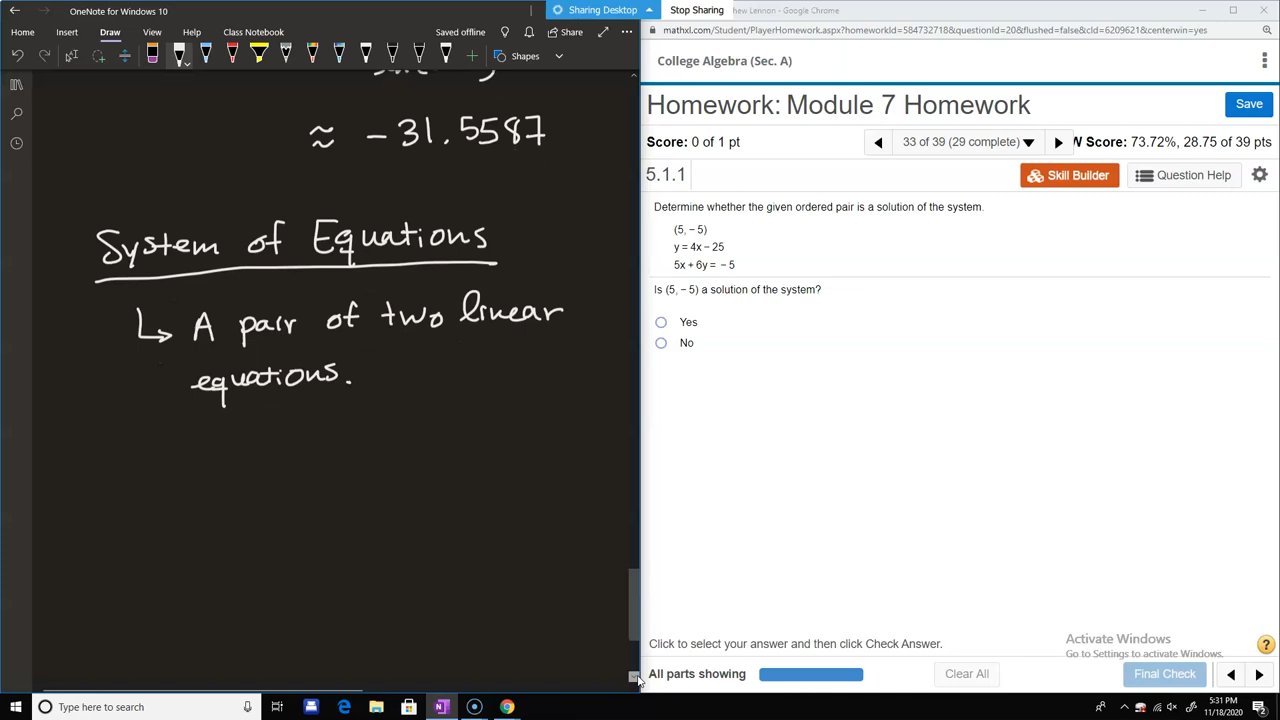 OneNote for Windows 10
Sharing Desktop
Stop Sharing
hew Lennon - Google Chrome
Home Insert Draw View Help Class Notebook Saved offline Share
mathxl.com/Student/PlayerHomework.aspx?homeworkId=584732718&questionId=20&flushed=false&cId=6209621&centerwin=yes
Shapes
College Algebra (Sec. A)
Homework: Module 7 Homework
Save
Score: 0 of 1 pt
33 of 39 (29 complete)
W Score: 73.72%, 28.75 of 39 pts
5.1.1
Skill Builder
Question Help
≈ -31.5587
System of Equations
↳ A pair of two linear
equations.
Determine whether the given ordered pair is a solution of the system.
(5, − 5)
y = 4x − 25
5x + 6y = − 5
Is (5, − 5) a solution of the system?
Yes
No
Click to select your answer and then click Check Answer.
Activate Windows
Go to Settings to activate Windows.
?
All parts showing
Clear All
Final Check
Type here to search
5:31 PM
11/18/2020
2